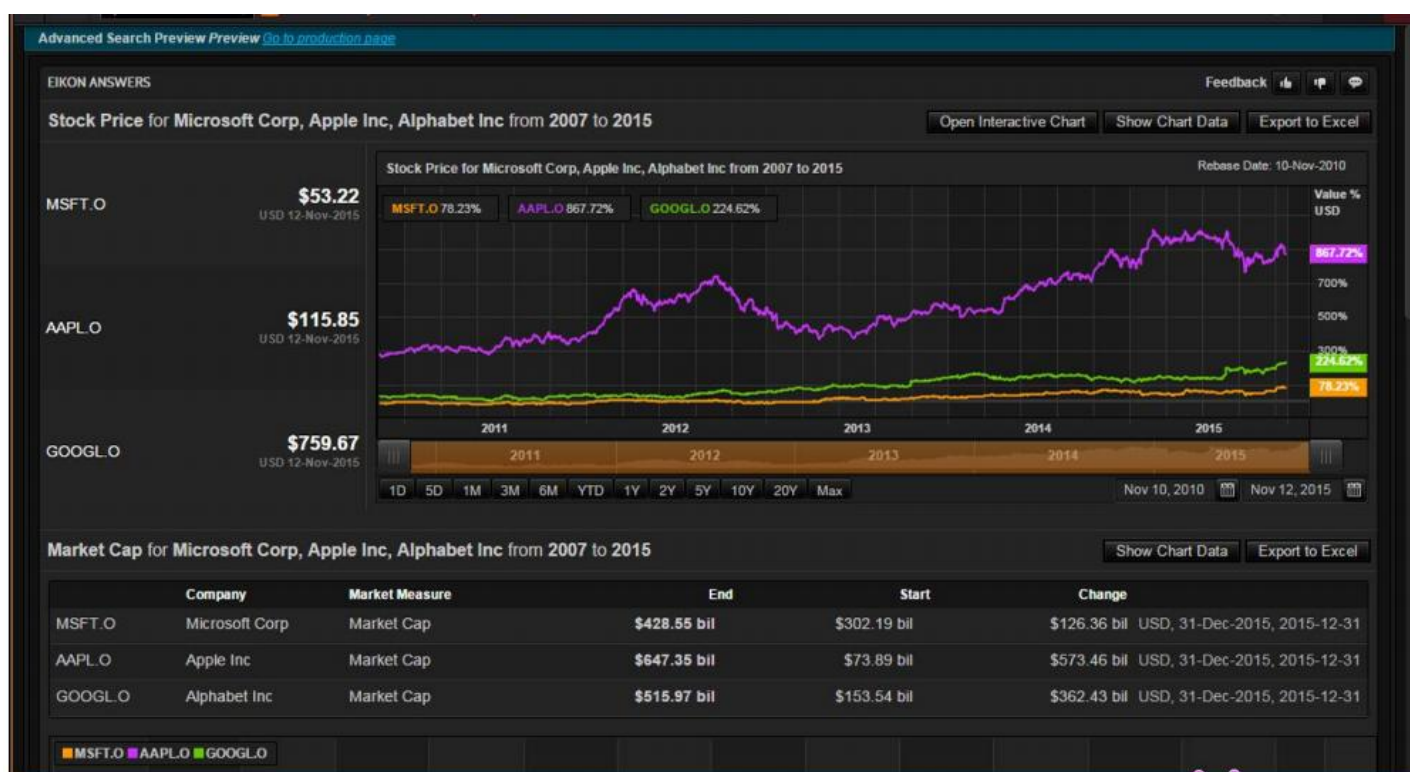 Advanced Search Preview Preview Go to production page
EIKON ANSWERS
Feedback
Stock Price for Microsoft Corp, Apple Inc, Alphabet Inc from 2007 to 2015
Open Interactive Chart Show Chart Data Export to Excel
MSFT.O
$53.22
USD 12-Nov-2015
AAPL.O
$115.85
USD 12-Nov-2015
GOOGL.O
$759.67
USD 12-Nov-2015
Stock Price for Microsoft Corp, Apple Inc, Alphabet Inc from 2007 to 2015
Rebase Date: 10-Nov-2010
MSFT.O 78.23% AAPL.O 867.72% GOOGL.O 224.62%
Value %
USD
867.72%
700%
500%
300%
224.62%
78.23%
2011 2012 2013 2014 2015
2011 2012 2013 2014 2015
1D 5D 1M 3M 6M YTD 1Y 2Y 5Y 10Y 20Y Max
Nov 10, 2010 Nov 12, 2015
Market Cap for Microsoft Corp, Apple Inc, Alphabet Inc from 2007 to 2015
Show Chart Data Export to Excel
Company Market Measure End Start Change
MSFT.O Microsoft Corp Market Cap $428.55 bil $302.19 bil $126.36 bil USD, 31-Dec-2015, 2015-12-31
AAPL.O Apple Inc Market Cap $647.35 bil $73.89 bil $573.46 bil USD, 31-Dec-2015, 2015-12-31
GOOGL.O Alphabet Inc Market Cap $515.97 bil $153.54 bil $362.43 bil USD, 31-Dec-2015, 2015-12-31
MSFT.O AAPL.O GOOGL.O